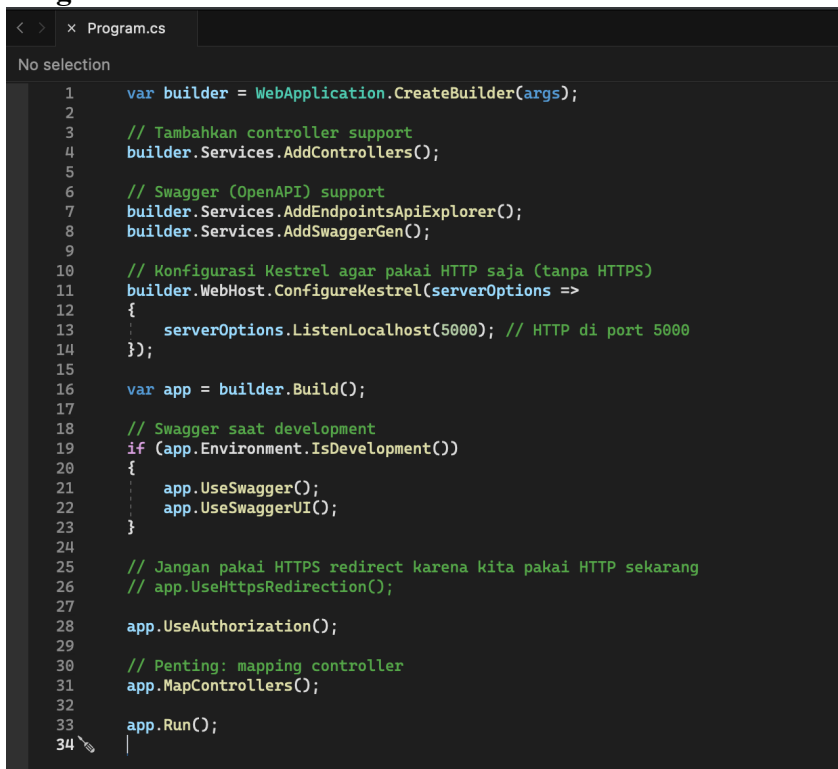 < > × Program.cs
No selection
1 var builder = WebApplication.CreateBuilder(args);
2
3 // Tambahkan controller support
4 builder.Services.AddControllers();
5
6 // Swagger (OpenAPI) support
7 builder.Services.AddEndpointsApiExplorer();
8 builder.Services.AddSwaggerGen();
9
10 // Konfigurasi Kestrel agar pakai HTTP saja (tanpa HTTPS)
11 builder.WebHost.ConfigureKestrel(serverOptions =>
12 {
13 serverOptions.ListenLocalhost(5000); // HTTP di port 5000
14 });
15
16 var app = builder.Build();
17
18 // Swagger saat development
19 if (app.Environment.IsDevelopment())
20 {
21 app.UseSwagger();
22 app.UseSwaggerUI();
23 }
24
25 // Jangan pakai HTTPS redirect karena kita pakai HTTP sekarang
26 // app.UseHttpsRedirection();
27
28 app.UseAuthorization();
29
30 // Penting: mapping controller
31 app.MapControllers();
32
33 app.Run();
34